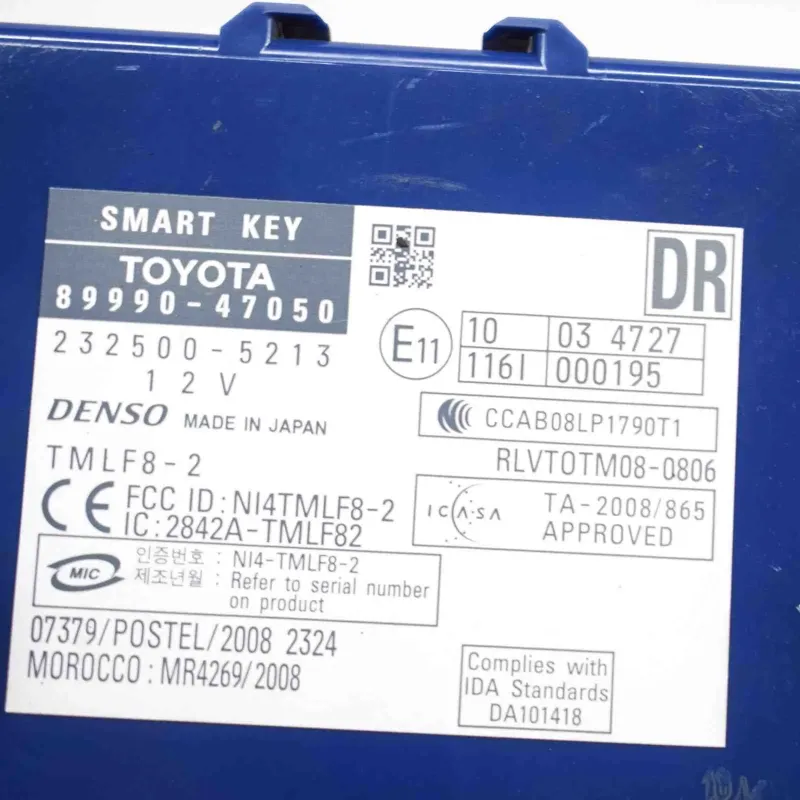 SMART KEY
TOYOTA
89990-47050
232500-5213
12V
DENSO MADE IN JAPAN
DR
E11
10 03 4727
116I 000195
CCAB08LP1790T1
TMLF8-2
RLVTOTM08-0806
CE FCC ID: NI4TMLF8-2
IC: 2842A-TMLF82
ICASA TA-2008/865
APPROVED
MIC 인증번호 : NI4-TMLF8-2
제조년월 : Refer to serial number
on product
07379/POSTEL/2008 2324
MOROCCO: MR4269/2008
Complies with
IDA Standards
DA101418